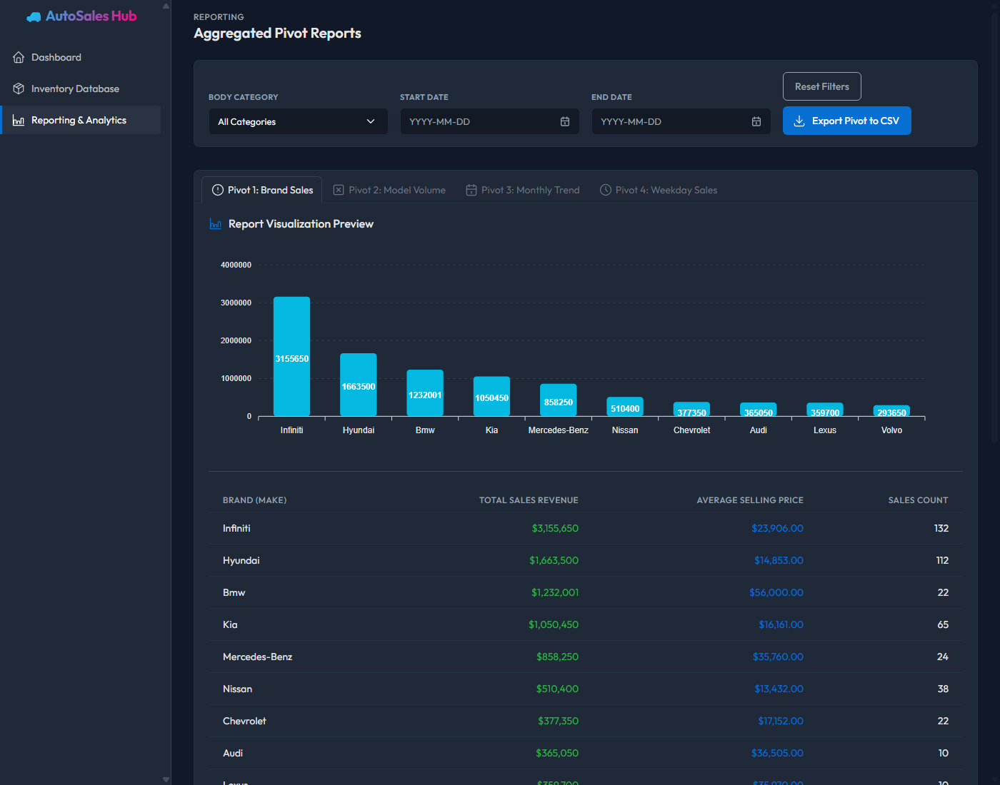 AutoSales Hub
Dashboard
Inventory Database
Reporting & Analytics
REPORTING
Aggregated Pivot Reports
BODY CATEGORY
All Categories
START DATE
YYYY-MM-DD
END DATE
YYYY-MM-DD
Reset Filters
Export Pivot to CSV
Pivot 1: Brand Sales
Pivot 2: Model Volume
Pivot 3: Monthly Trend
Pivot 4: Weekday Sales
Report Visualization Preview
4000000
3000000
2000000
1000000
0
3155650
1663500
1232001
1050450
858250
510400
377350
365050
359700
293650
Infiniti
Hyundai
Bmw
Kia
Mercedes-Benz
Nissan
Chevrolet
Audi
Lexus
Volvo
BRAND (MAKE) TOTAL SALES REVENUE AVERAGE SELLING PRICE SALES COUNT
Infiniti $3,155,650 $23,906.00 132
Hyundai $1,663,500 $14,853.00 112
Bmw $1,232,001 $56,000.00 22
Kia $1,050,450 $16,161.00 65
Mercedes-Benz $858,250 $35,760.00 24
Nissan $510,400 $13,432.00 38
Chevrolet $377,350 $17,152.00 22
Audi $365,050 $36,505.00 10
Lexus $359,700 $35,970.00 10